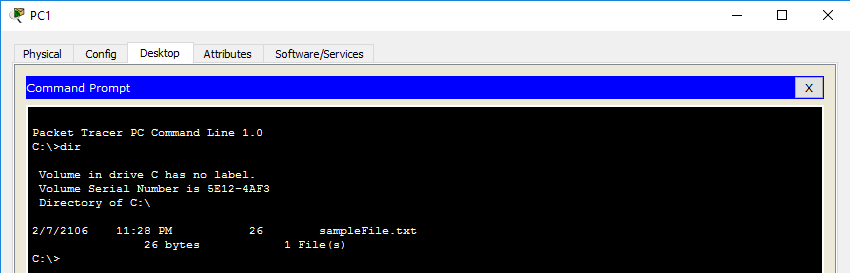 PC1
Physical Config Desktop Attributes Software/Services
Command Prompt X
Packet Tracer PC Command Line 1.0
C:\>dir
Volume in drive C has no label.
Volume Serial Number is 5E12-4AF3
Directory of C:\
2/7/2106 11:28 PM 26 sampleFile.txt
26 bytes 1 File(s)
C:\>